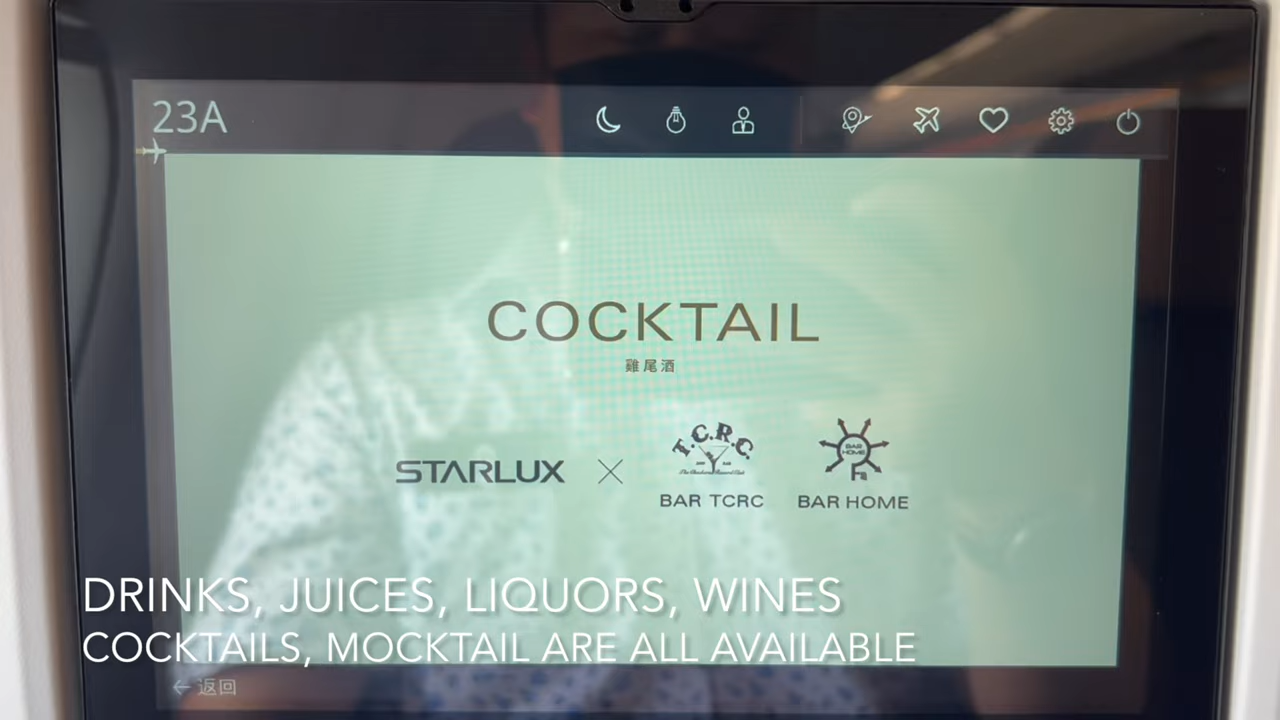 23A
COCKTAIL
雞尾酒
STARLUX
T.C.R.C.
BAR HOME
BAR TCRC
BAR HOME
DRINKS, JUICES, LIQUORS, WINES
COCKTAILS, MOCKTAIL ARE ALL AVAILABLE
← 返回